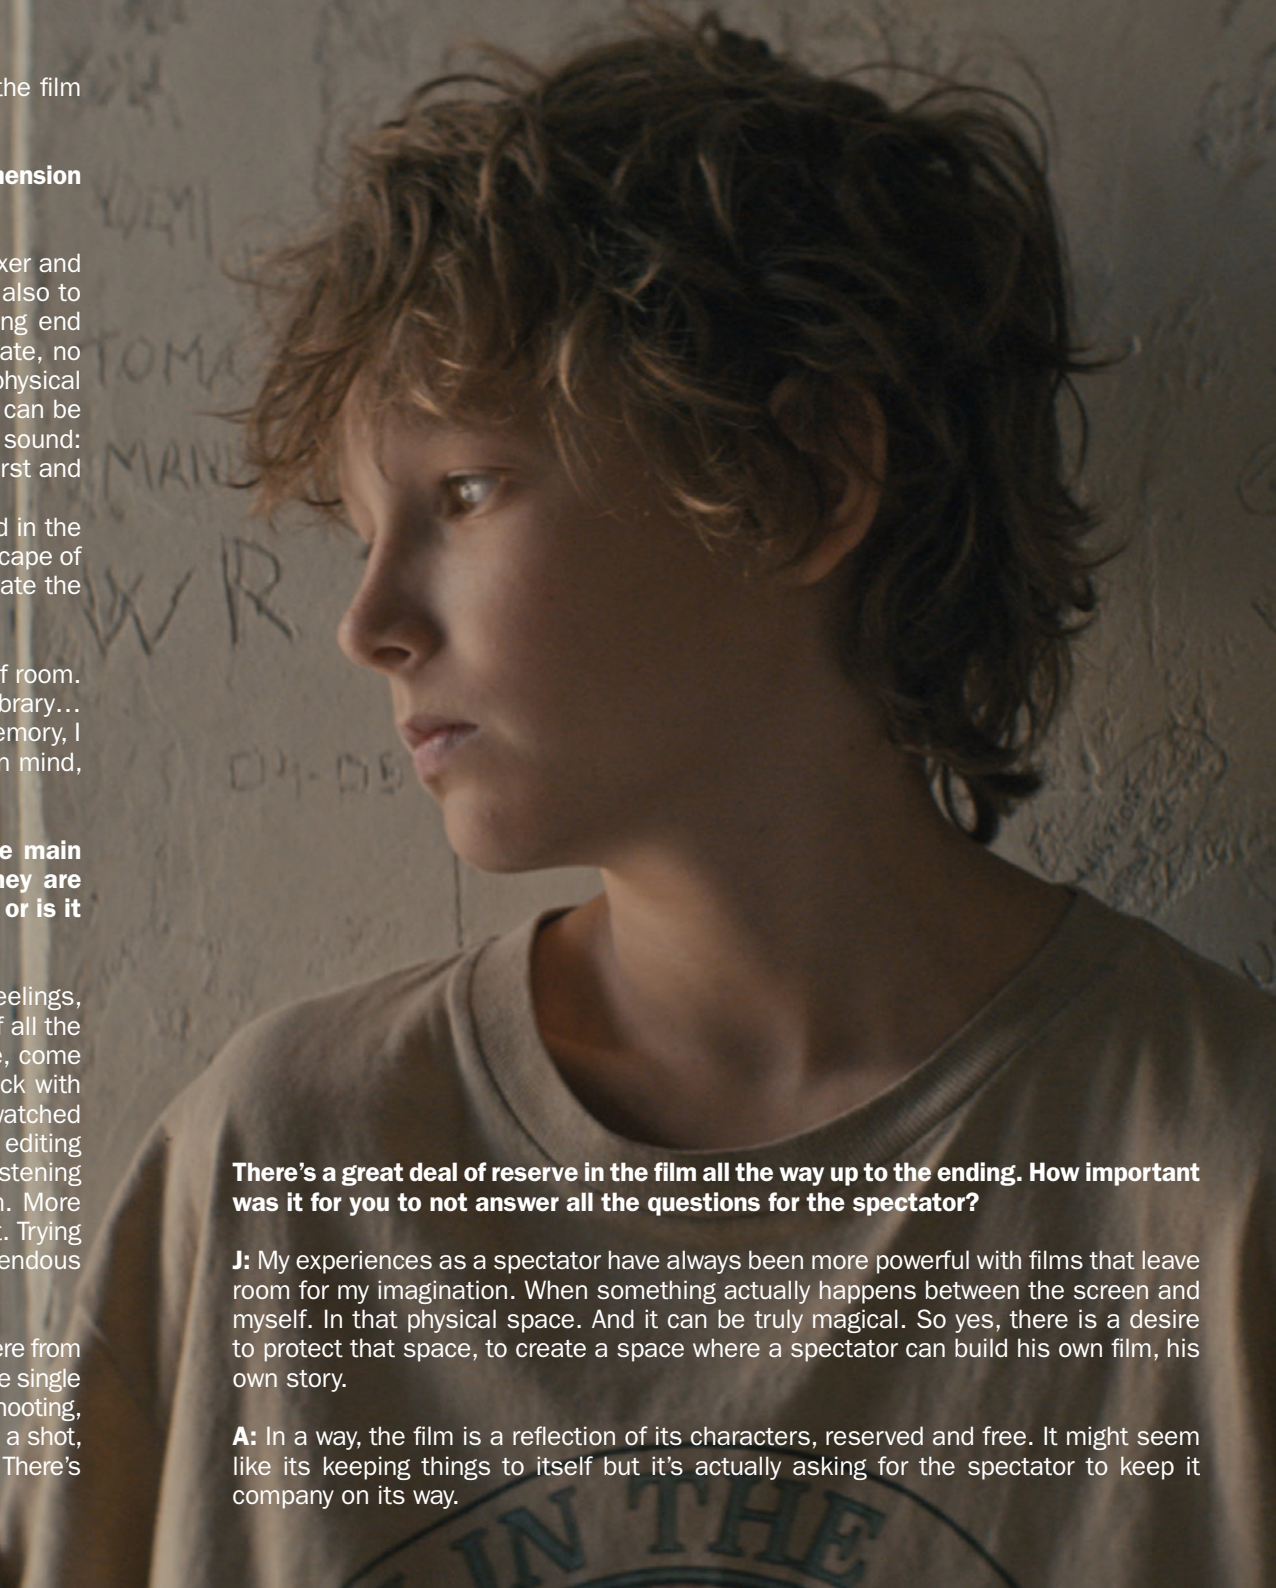 the film
mension
xer and
also to
ng end
ate, no
physical
can be
sound:
rst and
d in the
cape of
ate the
f room.
brary…
emory, I
n mind,
e main
hey are
or is it
eelings,
f all the
e, come
ck with
watched
editing
stening
n. More
t. Trying
endous
ere from
e single
hooting,
a shot,
There's
TOMA
WR
04-08
There's a great deal of reserve in the film all the way up to the ending. How important
was it for you to not answer all the questions for the spectator?
J: My experiences as a spectator have always been more powerful with films that leave
room for my imagination. When something actually happens between the screen and
myself. In that physical space. And it can be truly magical. So yes, there is a desire
to protect that space, to create a space where a spectator can build his own film, his
own story.
A: In a way, the film is a reflection of its characters, reserved and free. It might seem
like its keeping things to itself but it's actually asking for the spectator to keep it
company on its way.
IN THE